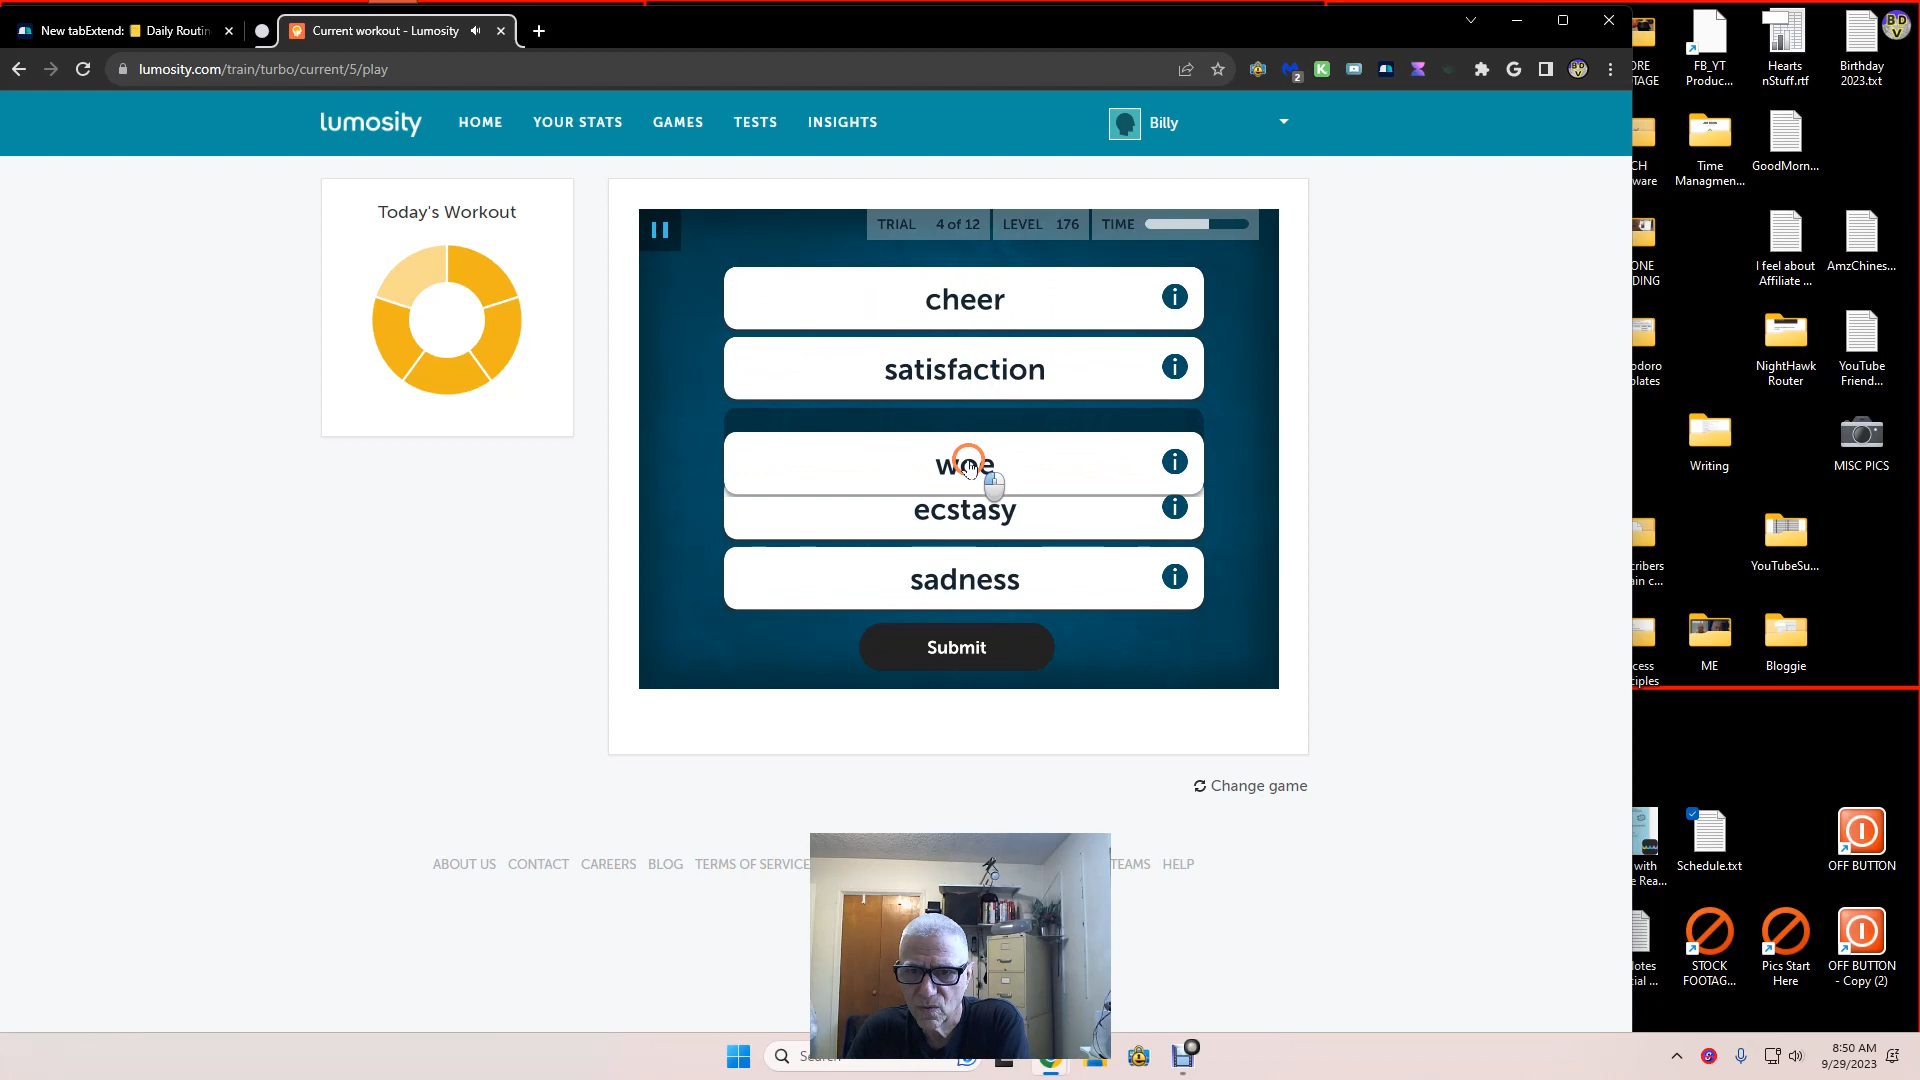 New tabExtend: Daily Routin
Current workout - Lumosity
lumosity.com/train/turbo/current/5/play
2
lumosity
HOME
YOUR STATS
GAMES
TESTS
INSIGHTS
Billy
Today's Workout
TRIAL 4 of 12
LEVEL 176
TIME
cheer
satisfaction
woe
ecstasy
sadness
Submit
Change game
ABOUT US
CONTACT
CAREERS
BLOG
TERMS OF SERVICE
TEAMS
HELP
FB_YT
Produc...
Hearts
nStuff.rtf
Birthday
2023.txt
Time
Managmen...
GoodMorn...
I feel about
Affiliate ...
AmzChines...
NightHawk
Router
YouTube
Friend...
Writing
MISC PICS
YouTubeSu...
ME
Bloggie
Schedule.txt
OFF BUTTON
STOCK
FOOTAG...
Pics Start
Here
OFF BUTTON
- Copy (2)
8:50 AM
9/29/2023